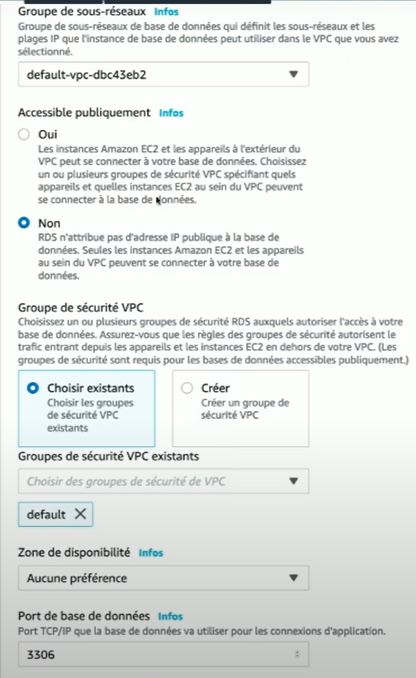 Groupe de sous-réseaux Infos
Groupe de sous-réseaux de base de données qui définit les sous-réseaux et les
plages IP que l'instance de base de données peut utiliser dans le VPC que vous avez
sélectionné.
default-vpc-dbc43eb2
Accessible publiquement Infos
Oui
Les instances Amazon EC2 et les appareils à l'extérieur du
VPC peut se connecter à votre base de données. Choisissez
un ou plusieurs groupes de sécurité VPC spécifiant quels
appareils et quelles instances EC2 au sein du VPC peuvent
se connecter à la base de données.
Non
RDS n'attribue pas d'adresse IP publique à la base de
données. Seules les instances Amazon EC2 et les appareils
au sein du VPC peuvent se connecter à votre base de
données.
Groupe de sécurité VPC
Choisissez un ou plusieurs groupes de sécurité RDS auxquels autoriser l'accès à votre
base de données. Assurez-vous que les règles des groupes de sécurité autorisent le
trafic entrant depuis les appareils et les instances EC2 en dehors de votre VPC. (Les
groupes de sécurité sont requis pour les bases de données accessibles publiquement.)
Choisir existants
Choisir les groupes
de sécurité VPC
existants
Créer
Créer un groupe de
sécurité VPC
Groupes de sécurité VPC existants
Choisir des groupes de sécurité de VPC
default
Zone de disponibilité Infos
Aucune préférence
Port de base de données Infos
Port TCP/IP que la base de données va utiliser pour les connexions d'application.
3306